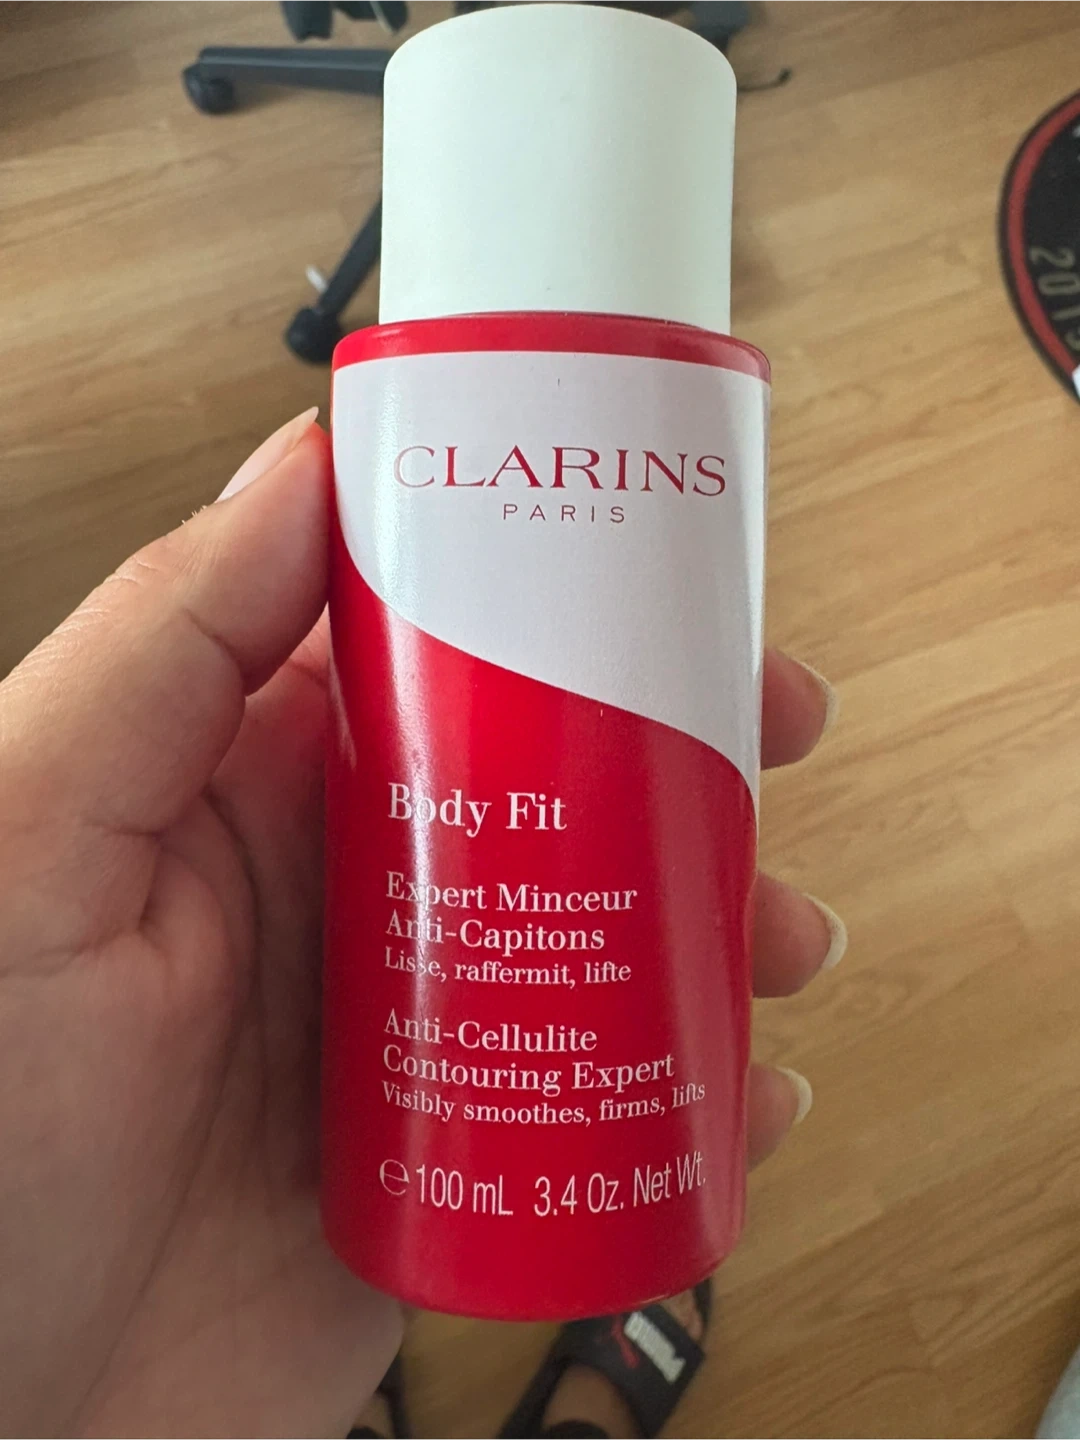 CLARINS
PARIS
Body Fit
Expert Minceur
Anti-Capitons
Lisse, raffermit, lifte
Anti-Cellulite
Contouring Expert
Visibly smoothes, firms, lifts
℮100 mL 3.4 Oz. Net Wt.
PUMA